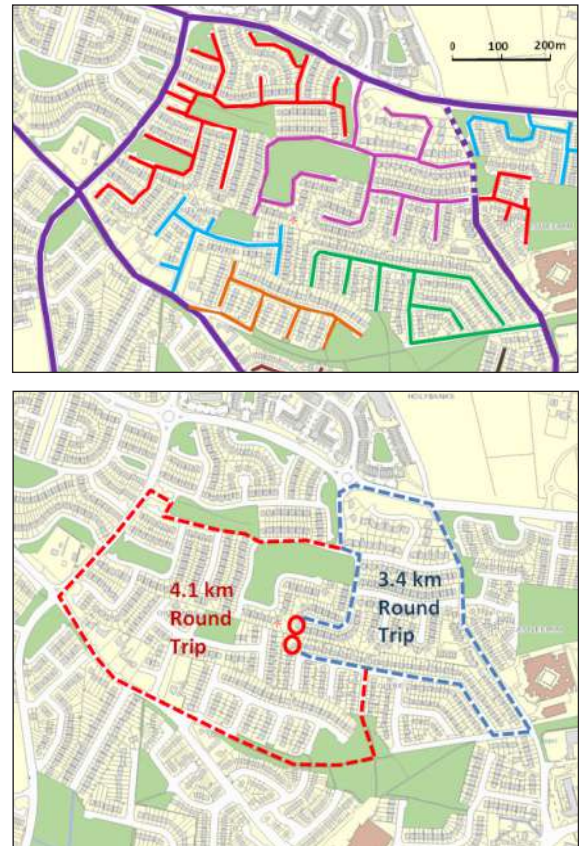 0 100 200m
HOLYBANKS
4.1 km
Round
Trip
3.4 km
Round
Trip